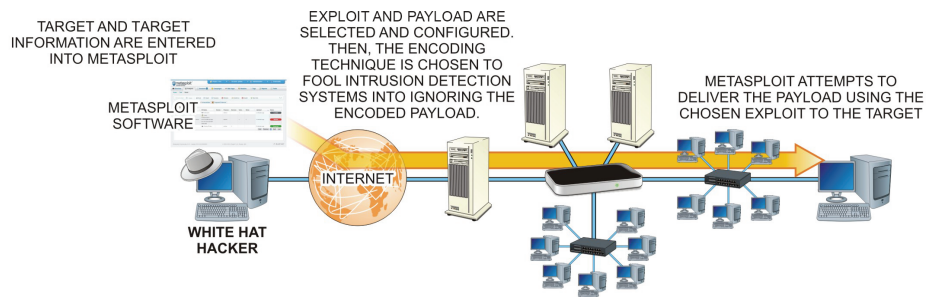 TARGET AND TARGET
INFORMATION ARE ENTERED
INTO METASPLOIT
METASPLOIT
SOFTWARE
WHITE HAT
HACKER
EXPLOIT AND PAYLOAD ARE
SELECTED AND CONFIGURED.
THEN, THE ENCODING
TECHNIQUE IS CHOSEN TO
FOOL INTRUSION DETECTION
SYSTEMS INTO IGNORING THE
ENCODED PAYLOAD.
INTERNET
METASPLOIT ATTEMPTS TO
DELIVER THE PAYLOAD USING THE
CHOSEN EXPLOIT TO THE TARGET